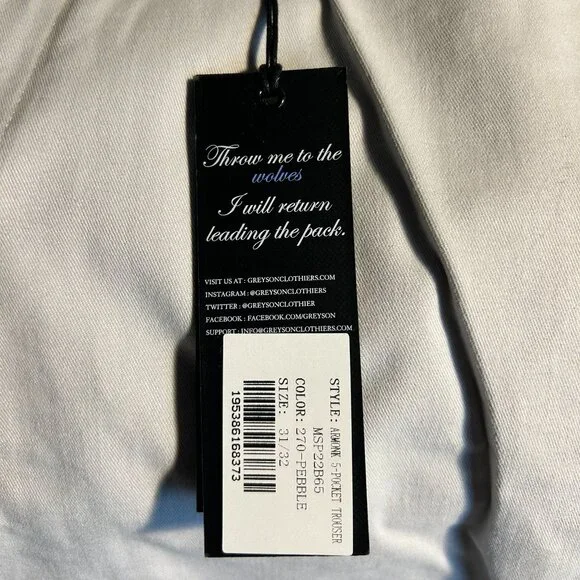 Throw me to the
wolves
I will return
leading the pack.
VISIT US AT : GREYSONCLOTHIERS.COM
INSTAGRAM : @GREYSONCLOTHIERS
TWITTER : @GREYSONCLOTHIER
FACEBOOK : FACEBOOK.COM/GREYSON
SUPPORT : INFO@GREYSONCLOTHIERS.COM
STYLE: ARMONK 5-POCKET TROUSER
MSP22B65
COLOR: 270-PEBBLE
SIZE: 31/32
195386168373